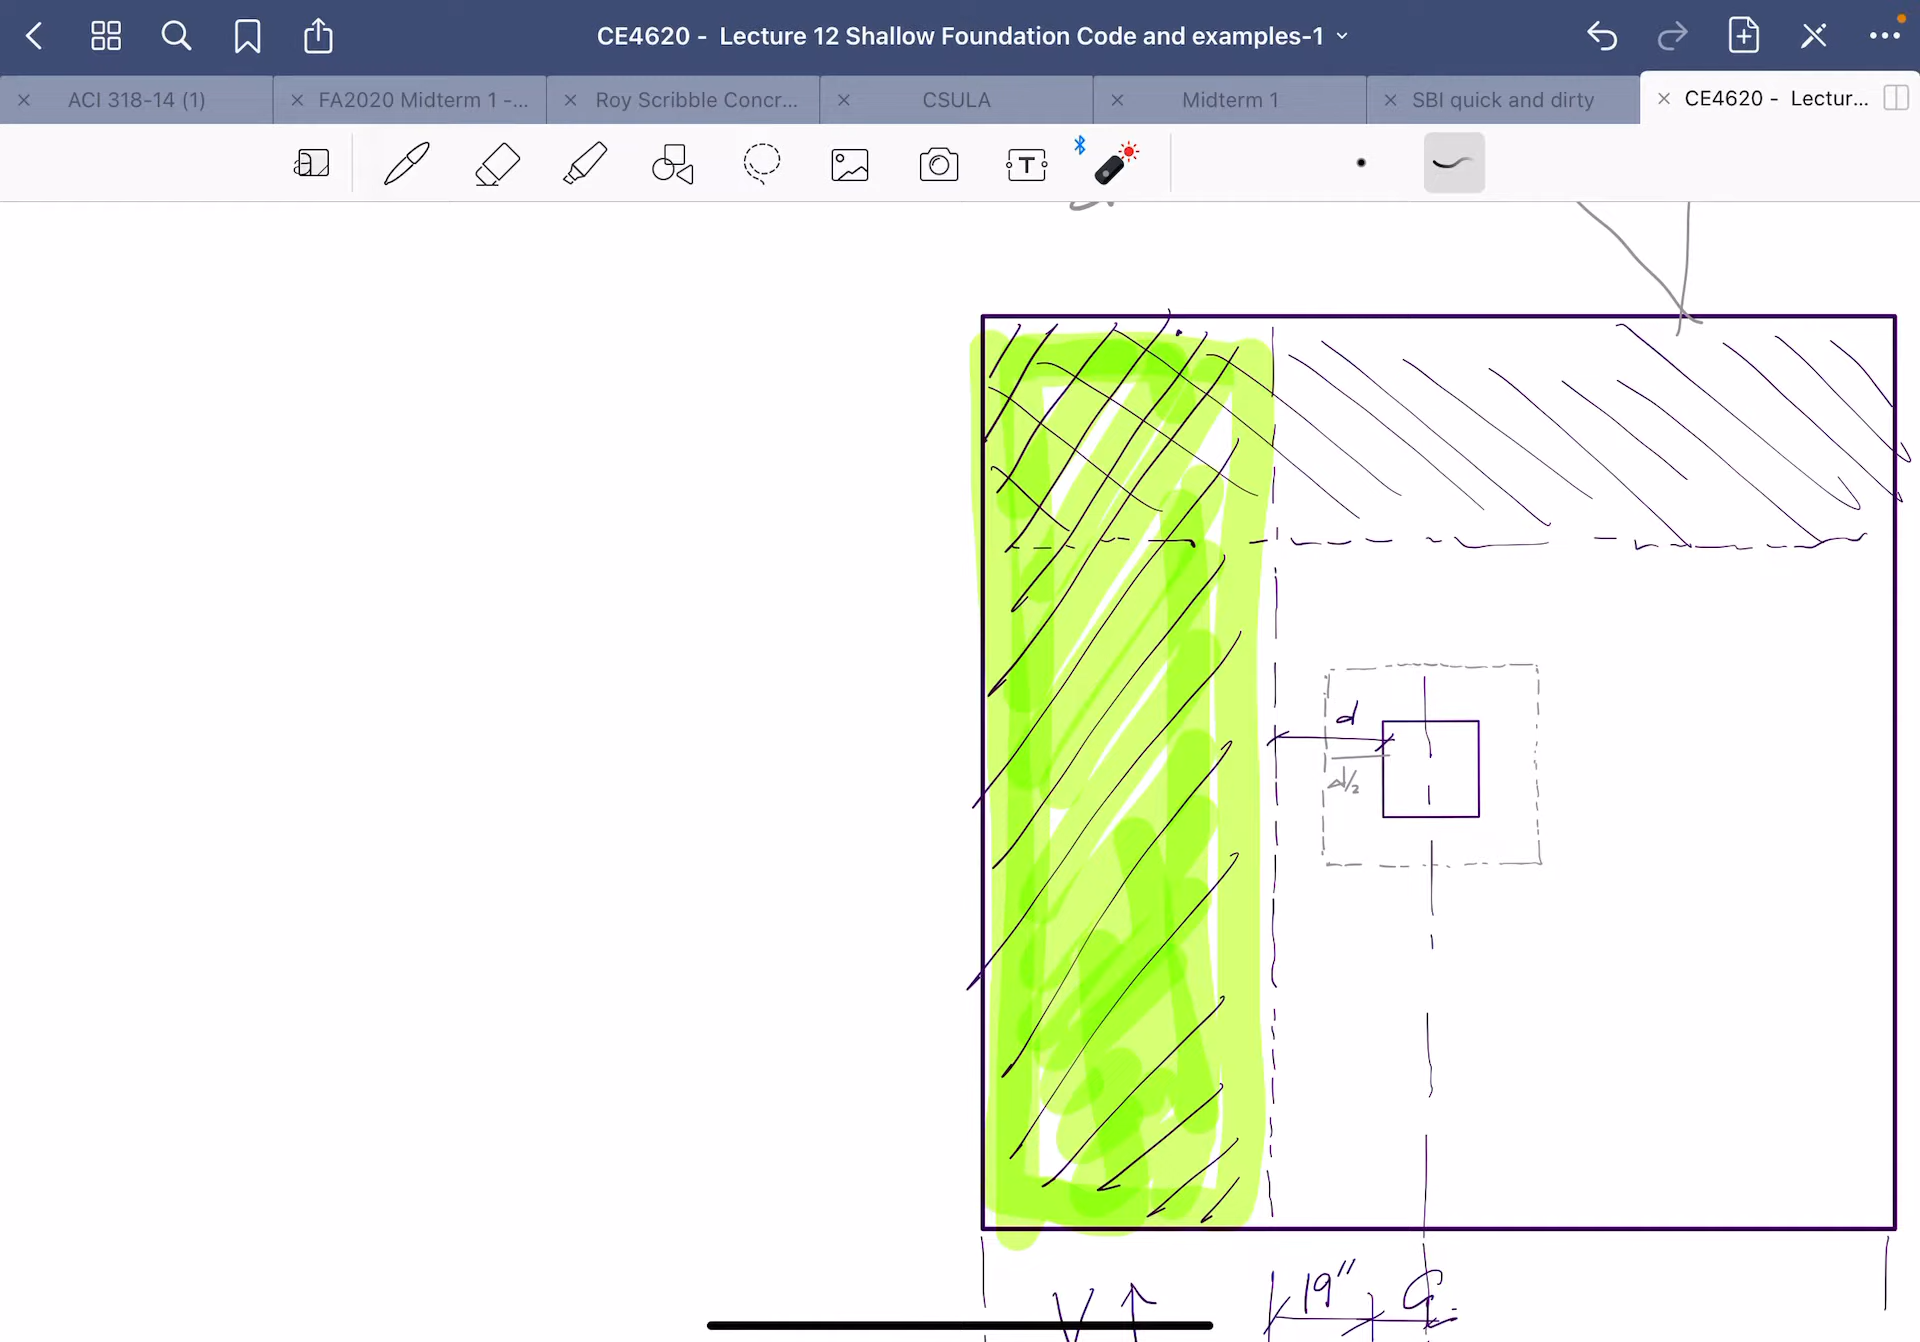 CE4620 - Lecture 12 Shallow Foundation Code and examples-1
ACI 318-14 (1)
FA2020 Midterm 1 -...
Roy Scribble Concr...
CSULA
Midterm 1
SBI quick and dirty
CE4620 - Lectur...
a
T
d
d/2
19"
V